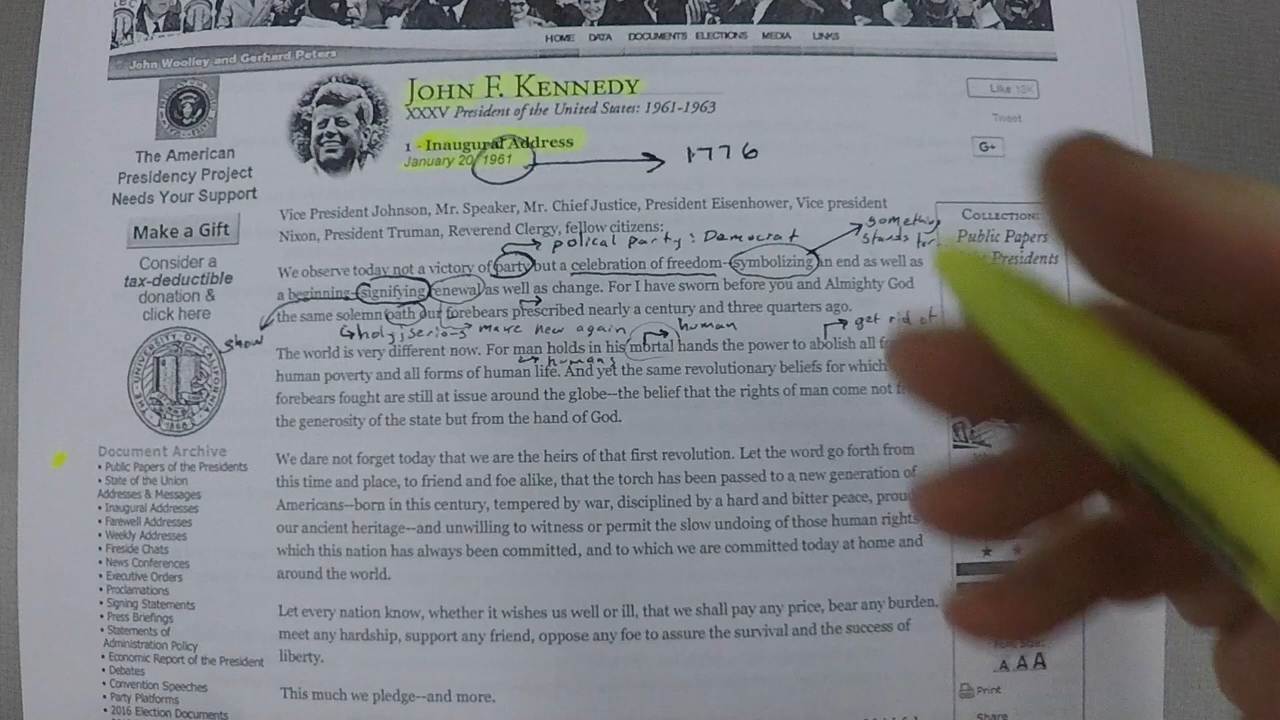 HOME DATA DOCUMENTS ELECTIONS MEDIA LINKS
John Woolley and Gerhard Peters
JOHN F. KENNEDY
XXXV President of the United States: 1961-1963
1 - Inaugural Address
January 20, 1961
1776
Like 12K
Tweet
G+
The American
Presidency Project
Needs Your Support
Make a Gift
Consider a
tax-deductible
donation &
click here
show
Document Archive
• Public Papers of the Presidents
• State of the Union
Addresses & Messages
• Inaugural Addresses
• Farewell Addresses
• Weekly Addresses
• Fireside Chats
• News Conferences
• Executive Orders
• Proclamations
• Signing Statements
• Press Briefings
• Statements of
Administration Policy
• Economic Report of the President
• Debates
• Convention Speeches
• Party Platforms
• 2016 Election Documents
Vice President Johnson, Mr. Speaker, Mr. Chief Justice, President Eisenhower, Vice president
Nixon, President Truman, Reverend Clergy, fellow citizens:
polical party: Democrat
something
stands for
We observe today not a victory of party but a celebration of freedom--symbolizing an end as well as
a beginning--signifying renewal as well as change. For I have sworn before you and Almighty God
the same solemn oath our forebears prescribed nearly a century and three quarters ago.
holy; serious make new again human get rid of
The world is very different now. For man holds in his mortal hands the power to abolish all
humans
human poverty and all forms of human life. And yet the same revolutionary beliefs for which
forebears fought are still at issue around the globe--the belief that the rights of man come not
the generosity of the state but from the hand of God.
We dare not forget today that we are the heirs of that first revolution. Let the word go forth from
this time and place, to friend and foe alike, that the torch has been passed to a new generation of
Americans--born in this century, tempered by war, disciplined by a hard and bitter peace,
our ancient heritage--and unwilling to witness or permit the slow undoing of those human rights
which this nation has always been committed, and to which we are committed today at home and
around the world.
Let every nation know, whether it wishes us well or ill, that we shall pay any price, bear any burden,
meet any hardship, support any friend, oppose any foe to assure the survival and the success of
liberty.
This much we pledge--and more.
COLLECTION:
Public Papers
Presidents
A A A
Print
Share